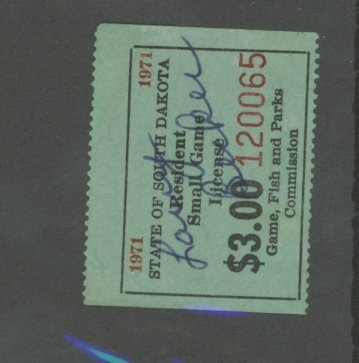 1971 1971
STATE OF SOUTH DAKOTA
Resident
Small Game
License
$3.00 120065
Game, Fish and Parks
Commission